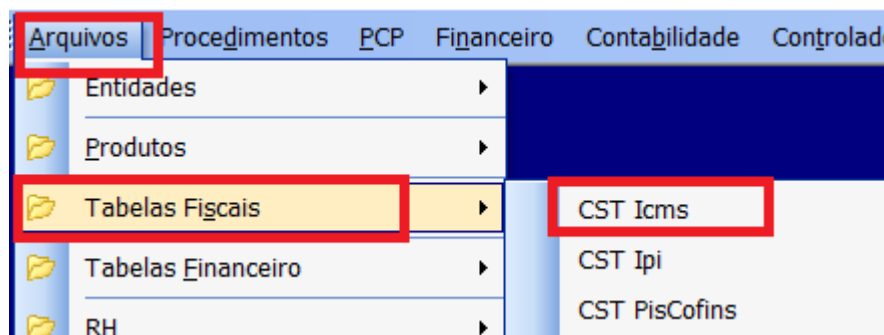 Arquivos Procedimentos PCP Financeiro Contabilidade
Entidades
Produtos
Tabelas Fiscais
Tabelas Financeiro
RH
CST Icms
CST Ipi
CST PisCofins